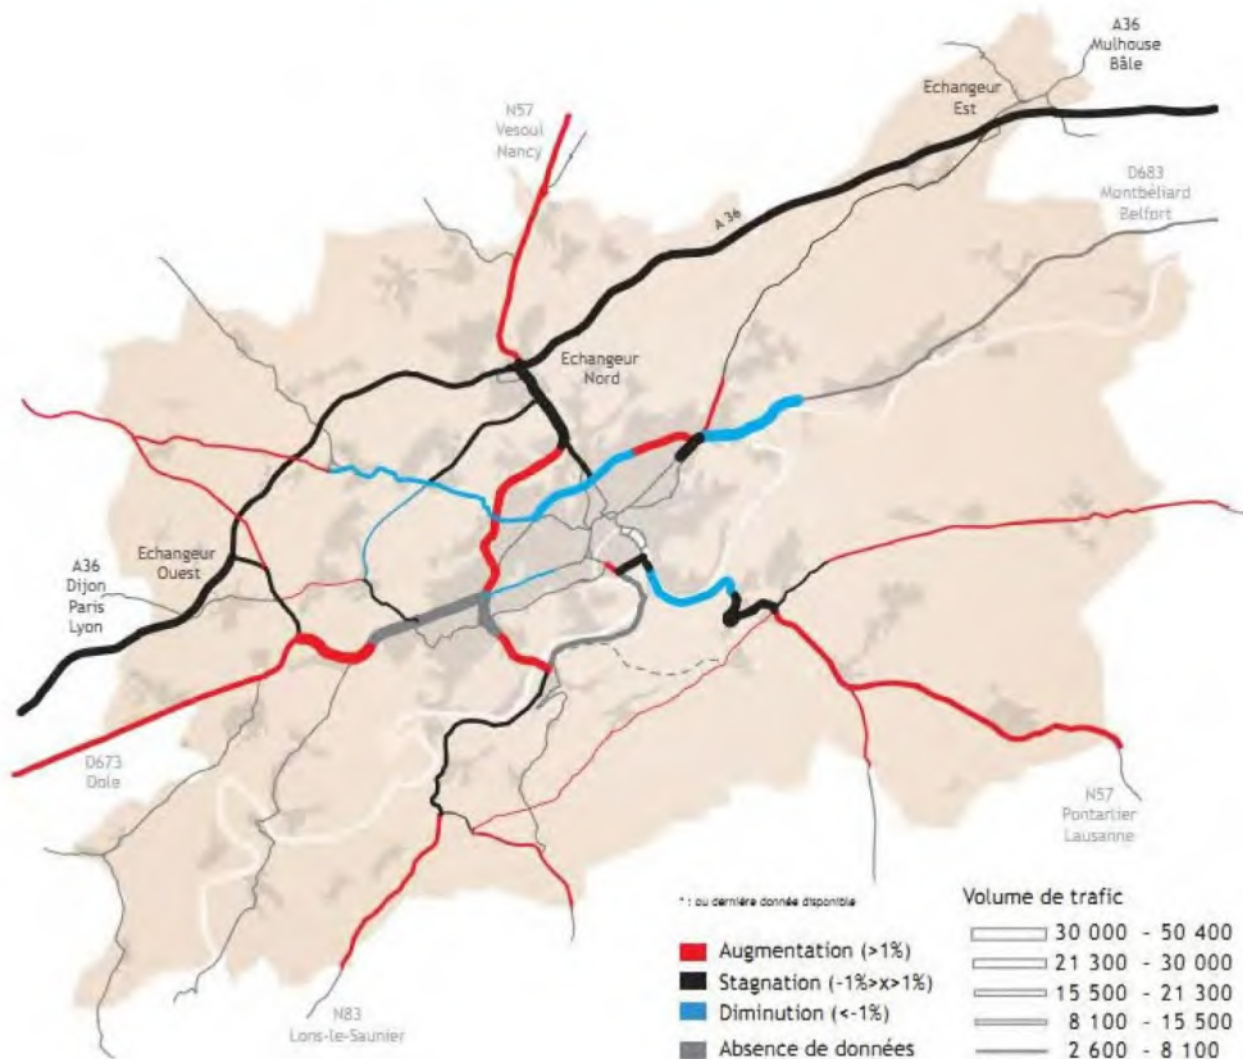 A36
Mulhouse
Bâle
Echangeur
Est
N57
Vesoul
Nancy
D683
Montbéliard
Belfort
A 36
Echangeur
Nord
Echangeur
Ouest
A36
Dijon
Paris
Lyon
D673
Dole
N57
Pontarlier
Lausanne
N83
Lons-le-Saunier
* : ou dernière donnée disponible
Augmentation (>1%)
Stagnation (-1%>x>1%)
Diminution (<-1%)
Absence de données
Volume de trafic
30 000 - 50 400
21 300 - 30 000
15 500 - 21 300
8 100 - 15 500
2 600 - 8 100